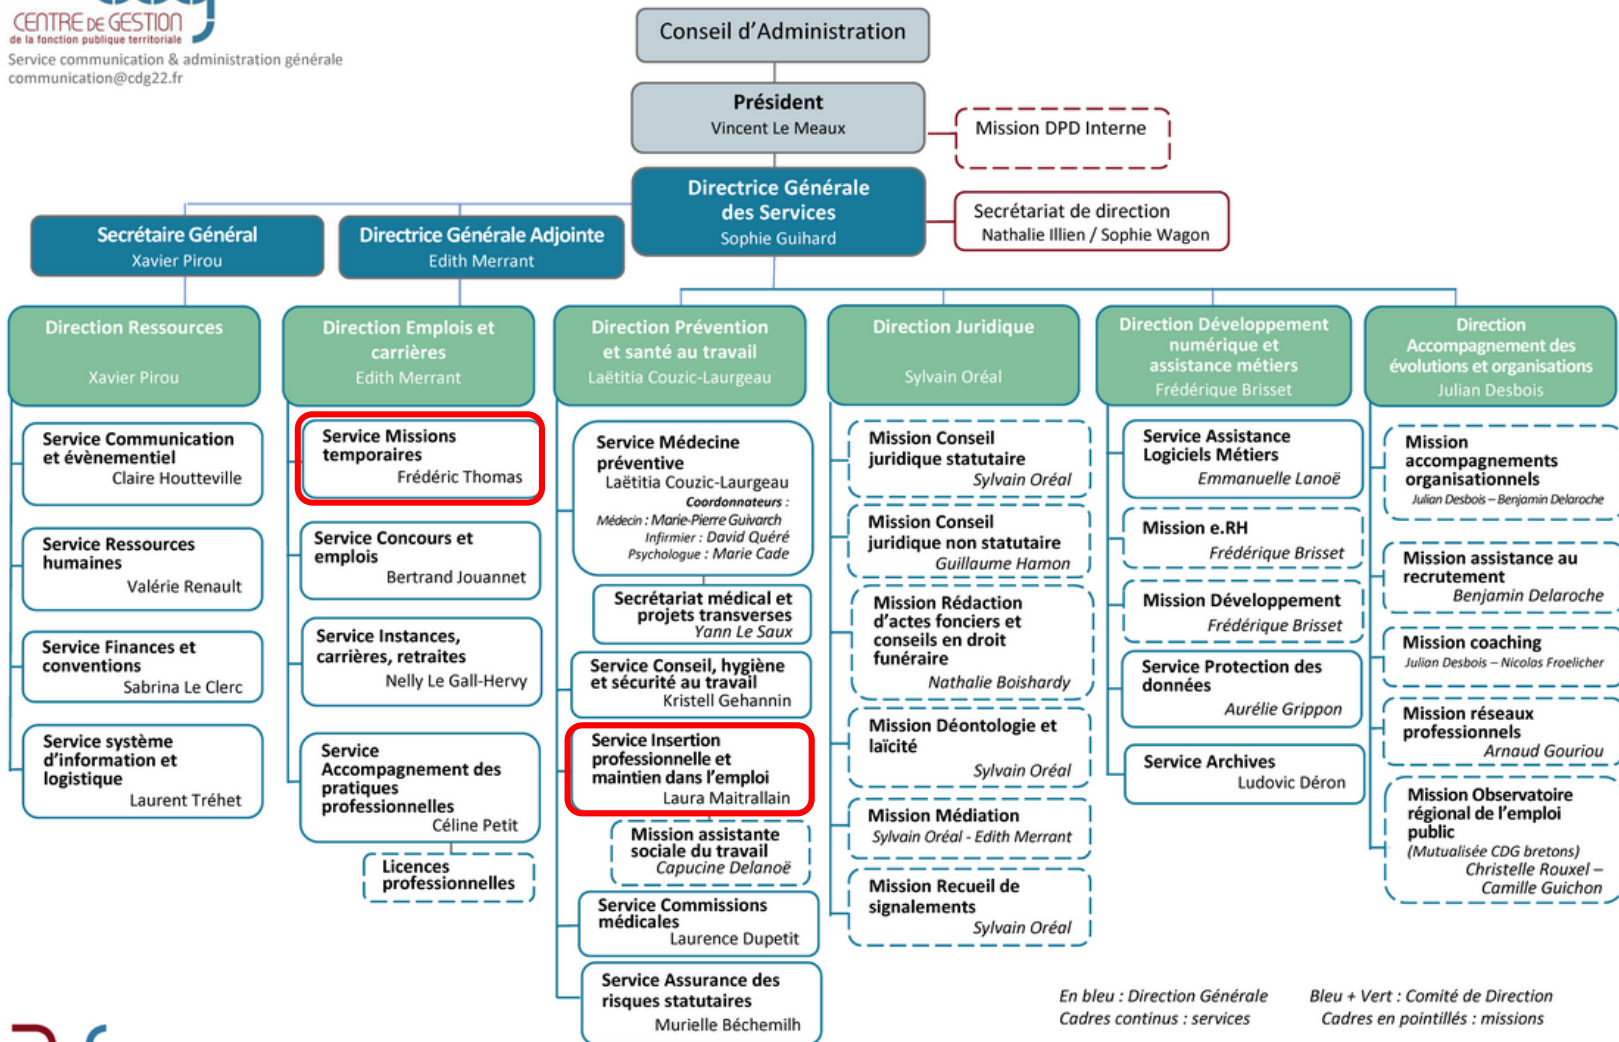 CENTRE DE GESTION
de la fonction publique territoriale
Service communication & administration générale
communication@cdg22.fr
Conseil d'Administration
Président
Vincent Le Meaux
Mission DPD Interne
Directrice Générale
des Services
Sophie Guihard
Secrétariat de direction
Nathalie Illien / Sophie Wagon
Secrétaire Général
Xavier Pirou
Directrice Générale Adjointe
Edith Merrant
Direction Ressources
Xavier Pirou
Service Communication
et évènementiel
Claire Houtteville
Service Ressources
humaines
Valérie Renault
Service Finances et
conventions
Sabrina Le Clerc
Service système
d'information et
logistique
Laurent Tréhet
Direction Emplois et
carrières
Edith Merrant
Service Missions
temporaires
Frédéric Thomas
Service Concours et
emplois
Bertrand Jouannet
Service Instances,
carrières, retraites
Nelly Le Gall-Hervy
Service
Accompagnement des
pratiques
professionnelles
Céline Petit
Licences
professionnelles
Direction Prévention
et santé au travail
Laëtitia Couzic-Laurgeau
Service Médecine
préventive
Laëtitia Couzic-Laurgeau
Coordonnateurs :
Médecin : Marie-Pierre Guivarch
Infirmier : David Quéré
Psychologue : Marie Cade
Secrétariat médical et
projets transverses
Yann Le Saux
Service Conseil, hygiène
et sécurité au travail
Kristell Gehannin
Service Insertion
professionnelle et
maintien dans l'emploi
Laura Maitrallain
Mission assistante
sociale du travail
Capucine Delanoë
Service Commissions
médicales
Laurence Dupetit
Service Assurance des
risques statutaires
Murielle Béchemilh
Direction Juridique
Sylvain Oréal
Mission Conseil
juridique statutaire
Sylvain Oréal
Mission Conseil
juridique non statutaire
Guillaume Hamon
Mission Rédaction
d'actes fonciers et
conseils en droit
funéraire
Nathalie Boishardy
Mission Déontologie et
laïcité
Sylvain Oréal
Mission Médiation
Sylvain Oréal - Edith Merrant
Mission Recueil de
signalements
Sylvain Oréal
Direction Développement
numérique et
assistance métiers
Frédérique Brisset
Service Assistance
Logiciels Métiers
Emmanuelle Lanoë
Mission e.RH
Frédérique Brisset
Mission Développement
Frédérique Brisset
Service Protection des
données
Aurélie Grippon
Service Archives
Ludovic Déron
Direction
Accompagnement des
évolutions et organisations
Julian Desbois
Mission
accompagnements
organisationnels
Julian Desbois – Benjamin Delaroche
Mission assistance au
recrutement
Benjamin Delaroche
Mission coaching
Julian Desbois – Nicolas Froelicher
Mission réseaux
professionnels
Arnaud Gouriou
Mission Observatoire
régional de l'emploi
public
(Mutualisée CDG bretons)
Christelle Rouxel –
Camille Guichon
En bleu : Direction Générale
Bleu + Vert : Comité de Direction
Cadres continus : services
Cadres en pointillés : missions